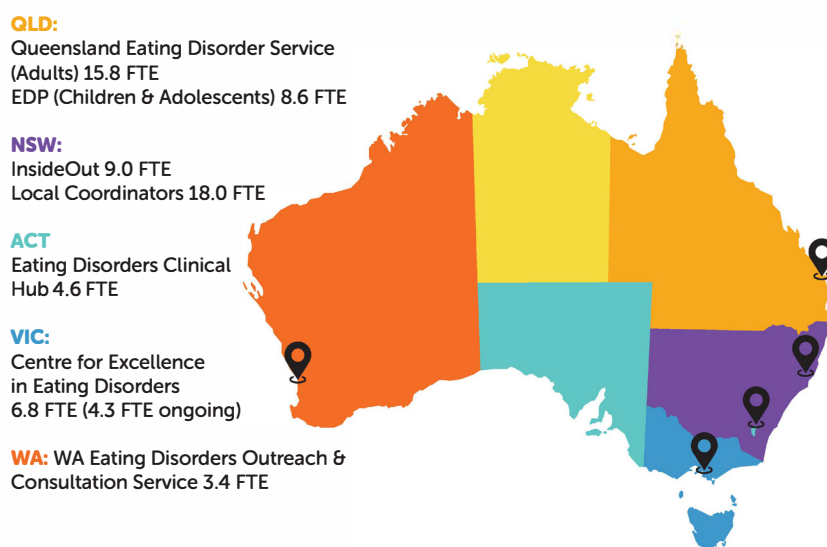 QLD:
Queensland Eating Disorder Service
(Adults) 15.8 FTE
EDP (Children & Adolescents) 8.6 FTE
NSW:
InsideOut 9.0 FTE
Local Coordinators 18.0 FTE
ACT
Eating Disorders Clinical
Hub 4.6 FTE
VIC:
Centre for Excellence
in Eating Disorders
6.8 FTE (4.3 FTE ongoing)
WA: WA Eating Disorders Outreach &
Consultation Service 3.4 FTE